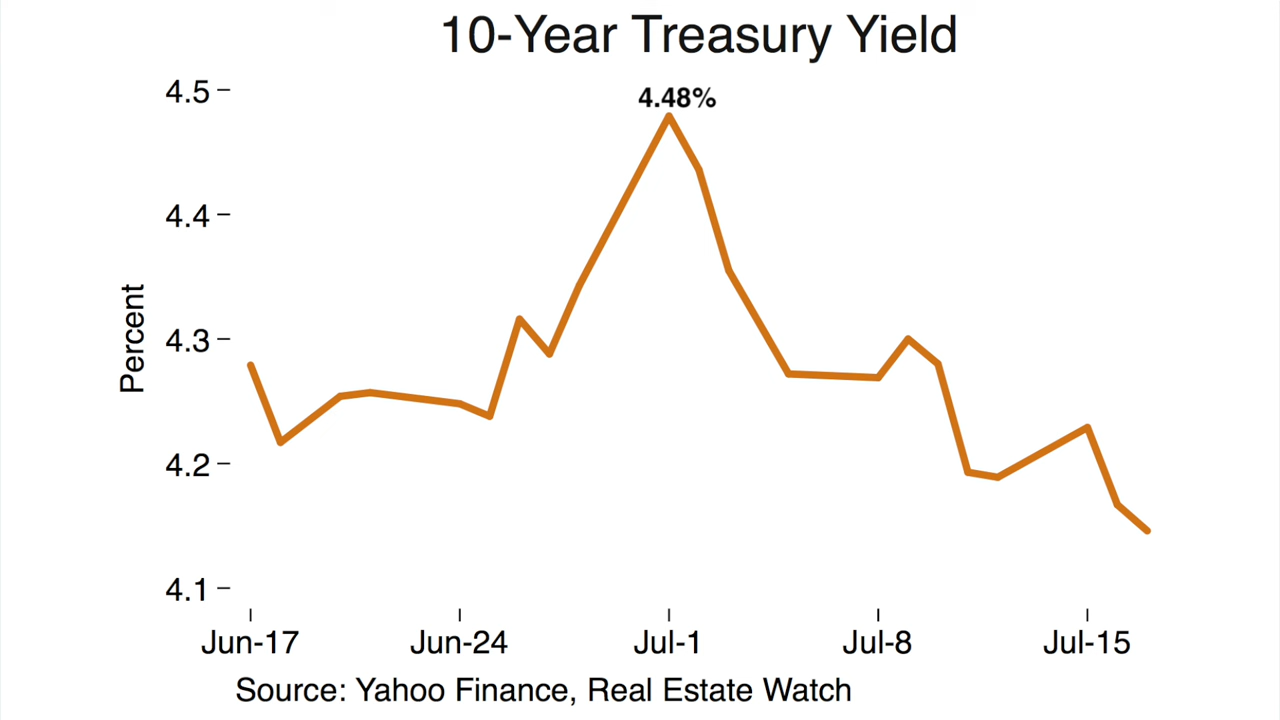 10-Year Treasury Yield
4.5
4.48%
4.4
4.3
4.2
4.1
Percent
Jun-17 Jun-24 Jul-1 Jul-8 Jul-15
Source: Yahoo Finance, Real Estate Watch